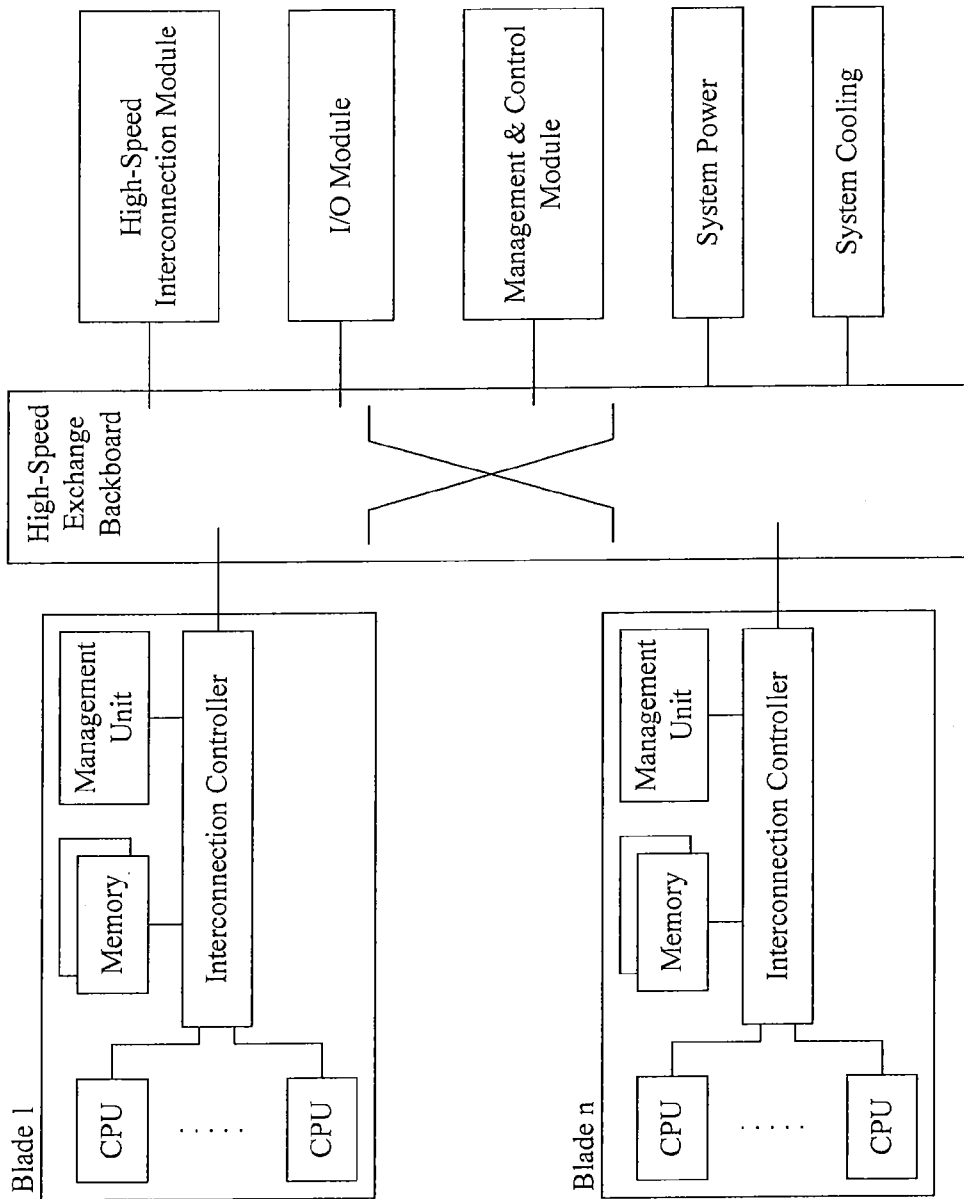 Blade 1
CPU
. . . . .
CPU
Memory
Management
Unit
Interconnection Controller
Blade n
CPU
. . . . .
CPU
Memory
Management
Unit
Interconnection Controller
High-Speed
Exchange
Backboard
High-Speed
Interconnection Module
I/O Module
Management & Control
Module
System Power
System Cooling